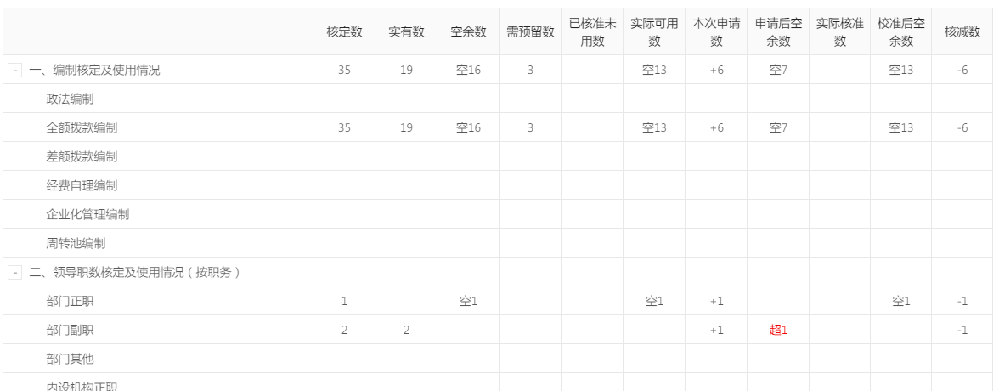 核定数 实有数 空余数 需预留数 已核准未用数 实际可用数 本次申请数 申请后空余数 实际核准数 校准后空余数 核减数
- 一、编制核定及使用情况 35 19 空16 3 空13 +6 空7 空13 -6
政法编制
全额拨款编制 35 19 空16 3 空13 +6 空7 空13 -6
差额拨款编制
经费自理编制
企业化管理编制
周转池编制
- 二、领导职数核定及使用情况（按职务）
部门正职 1 空1 空1 +1 空1 -1
部门副职 2 2 +1 超1 -1
部门其他
内设机构正职